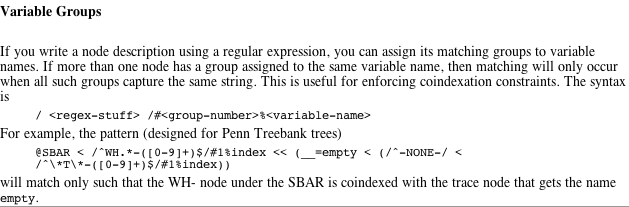 Variable Groups
If you write a node description using a regular expression, you can assign its matching groups to variable
names. If more than one node has a group assigned to the same variable name, then matching will only occur
when all such groups capture the same string. This is useful for enforcing coindexation constraints. The syntax
is
/ <regex-stuff> /#<group-number>%<variable-name>
For example, the pattern (designed for Penn Treebank trees)
@SBAR < /^WH.*-([0-9]+)$/#1%index << (__=empty < (/^-NONE-/ <
/^\*T\*-([0-9]+)$/#1%index))
will match only such that the WH- node under the SBAR is coindexed with the trace node that gets the name
empty.